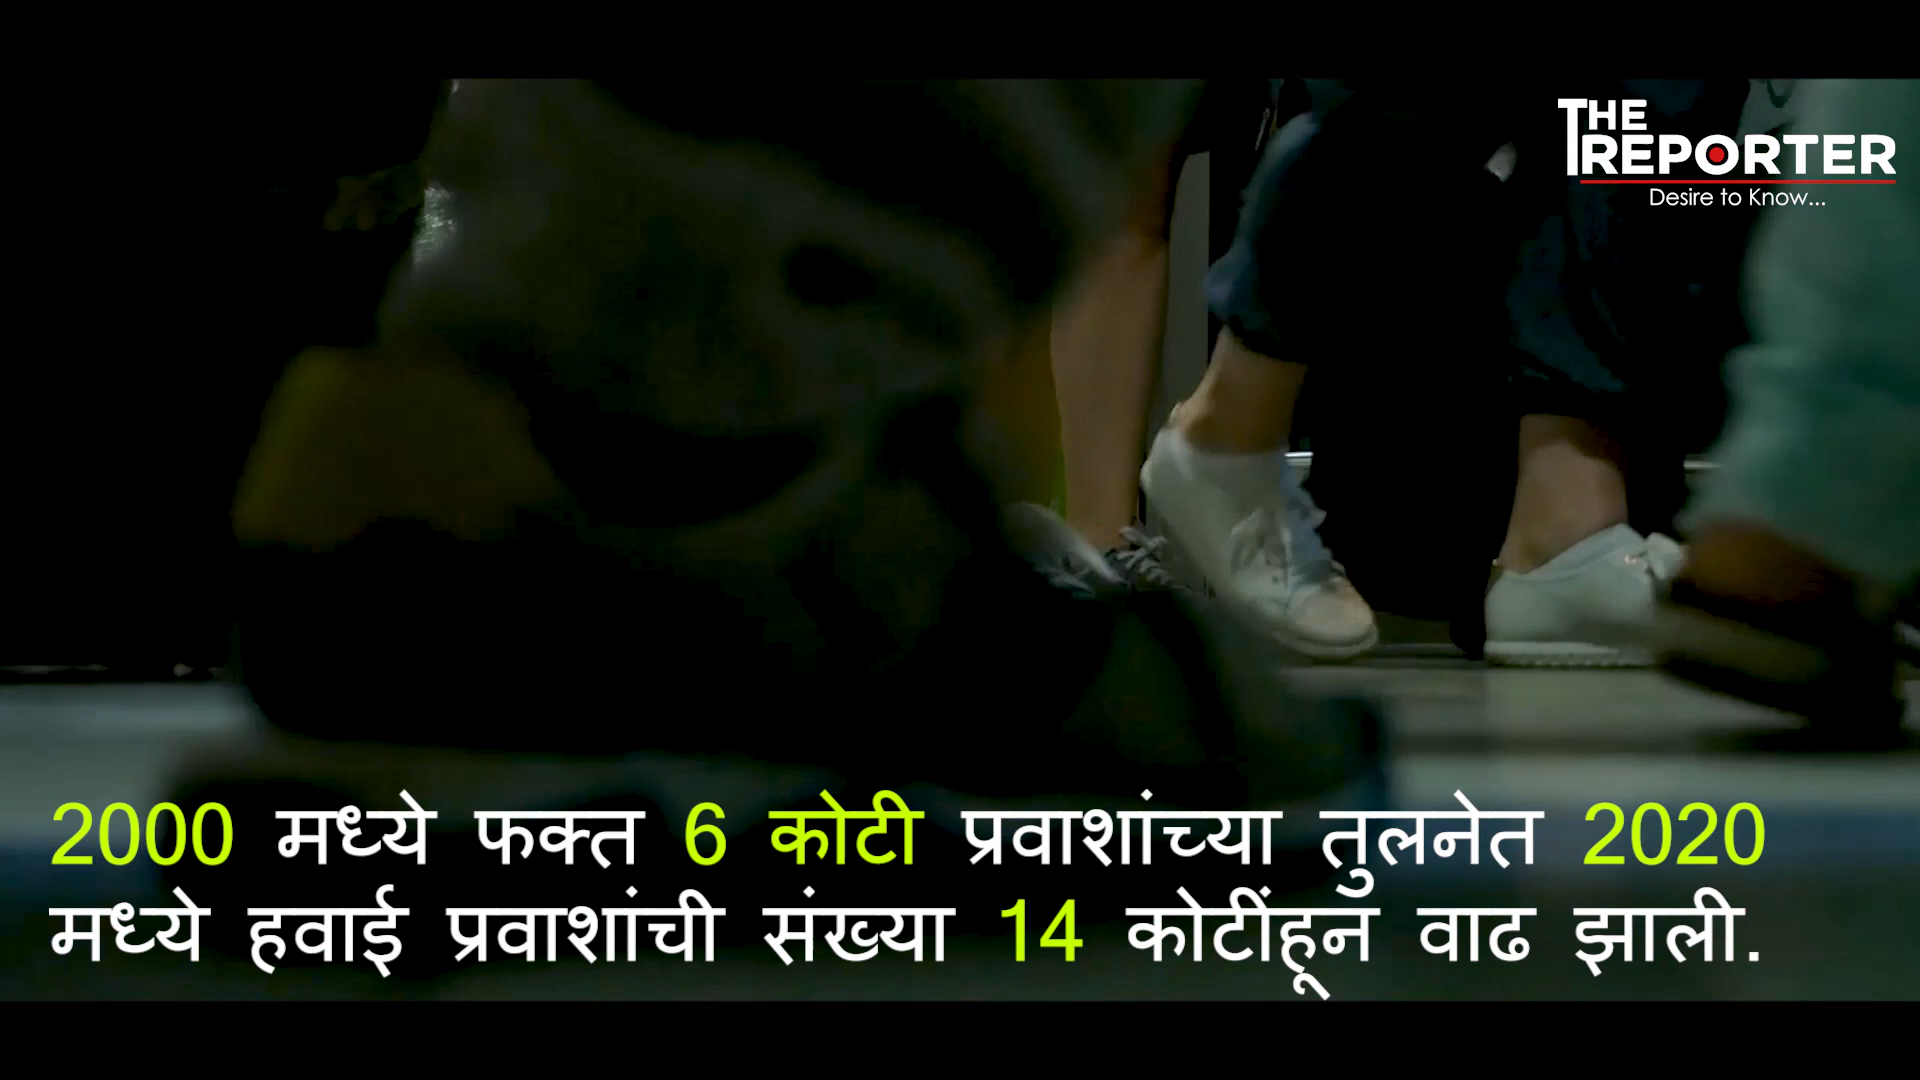 THE
REPORTER
Desire to Know...
2000 मध्ये फक्त 6 कोटी प्रवाशांच्या तुलनेत 2020
मध्ये हवाई प्रवाशांची संख्या 14 कोटींहून वाढ झाली.